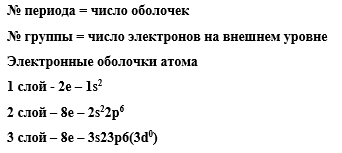 № периода = число оболочек
№ группы = число электронов на внешнем уровне
Электронные оболочки атома
1 слой - 2е – 1s²
2 слой – 8е – 2s²2p⁶
3 слой – 8е – 3s23p6(3d⁰)